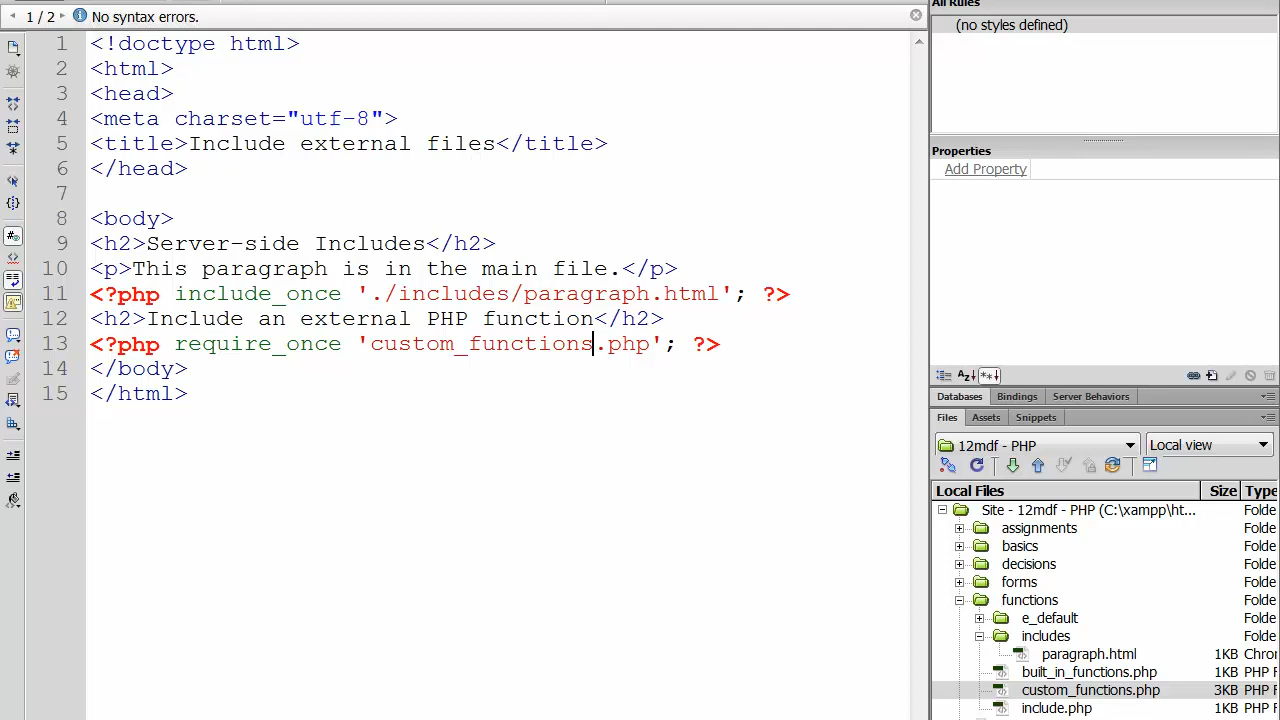 All Rules
1 / 2 No syntax errors.
(no styles defined)
1 <!doctype html>
2 <html>
3 <head>
4 <meta charset="utf-8">
5 <title>Include external files</title>
6 </head>
7
8 <body>
9 <h2>Server-side Includes</h2>
10 <p>This paragraph is in the main file.</p>
11 <?php include_once './includes/paragraph.html'; ?>
12 <h2>Include an external PHP function</h2>
13 <?php require_once 'custom_functions.php'; ?>
14 </body>
15 </html>
Properties
Add Property
Databases Bindings Server Behaviors
Files Assets Snippets
12mdf - PHP Local view
Local Files Size Type
Site - 12mdf - PHP (C:\xampp\ht... Folde
assignments Folde
basics Folde
decisions Folde
forms Folde
functions Folde
e_default Folde
includes Folde
paragraph.html 1KB Chror
built_in_functions.php 1KB PHP F
custom_functions.php 3KB PHP F
include.php 1KB PHP F